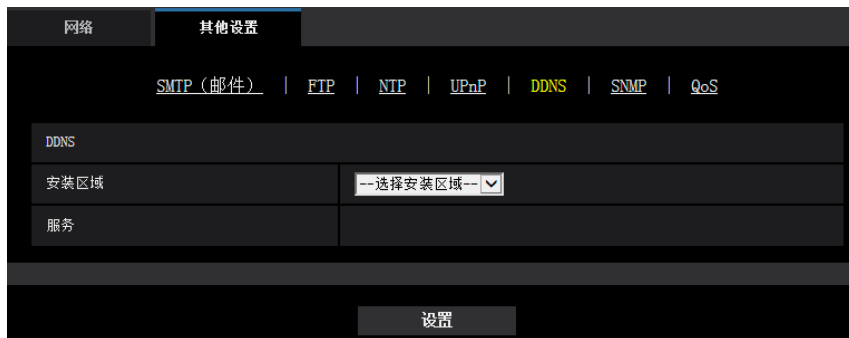 网络 其他设置
SMTP（邮件） | FTP | NTP | UPnP | DDNS | SNMP | QoS
DDNS
安装区域 --选择安装区域--
服务
设置